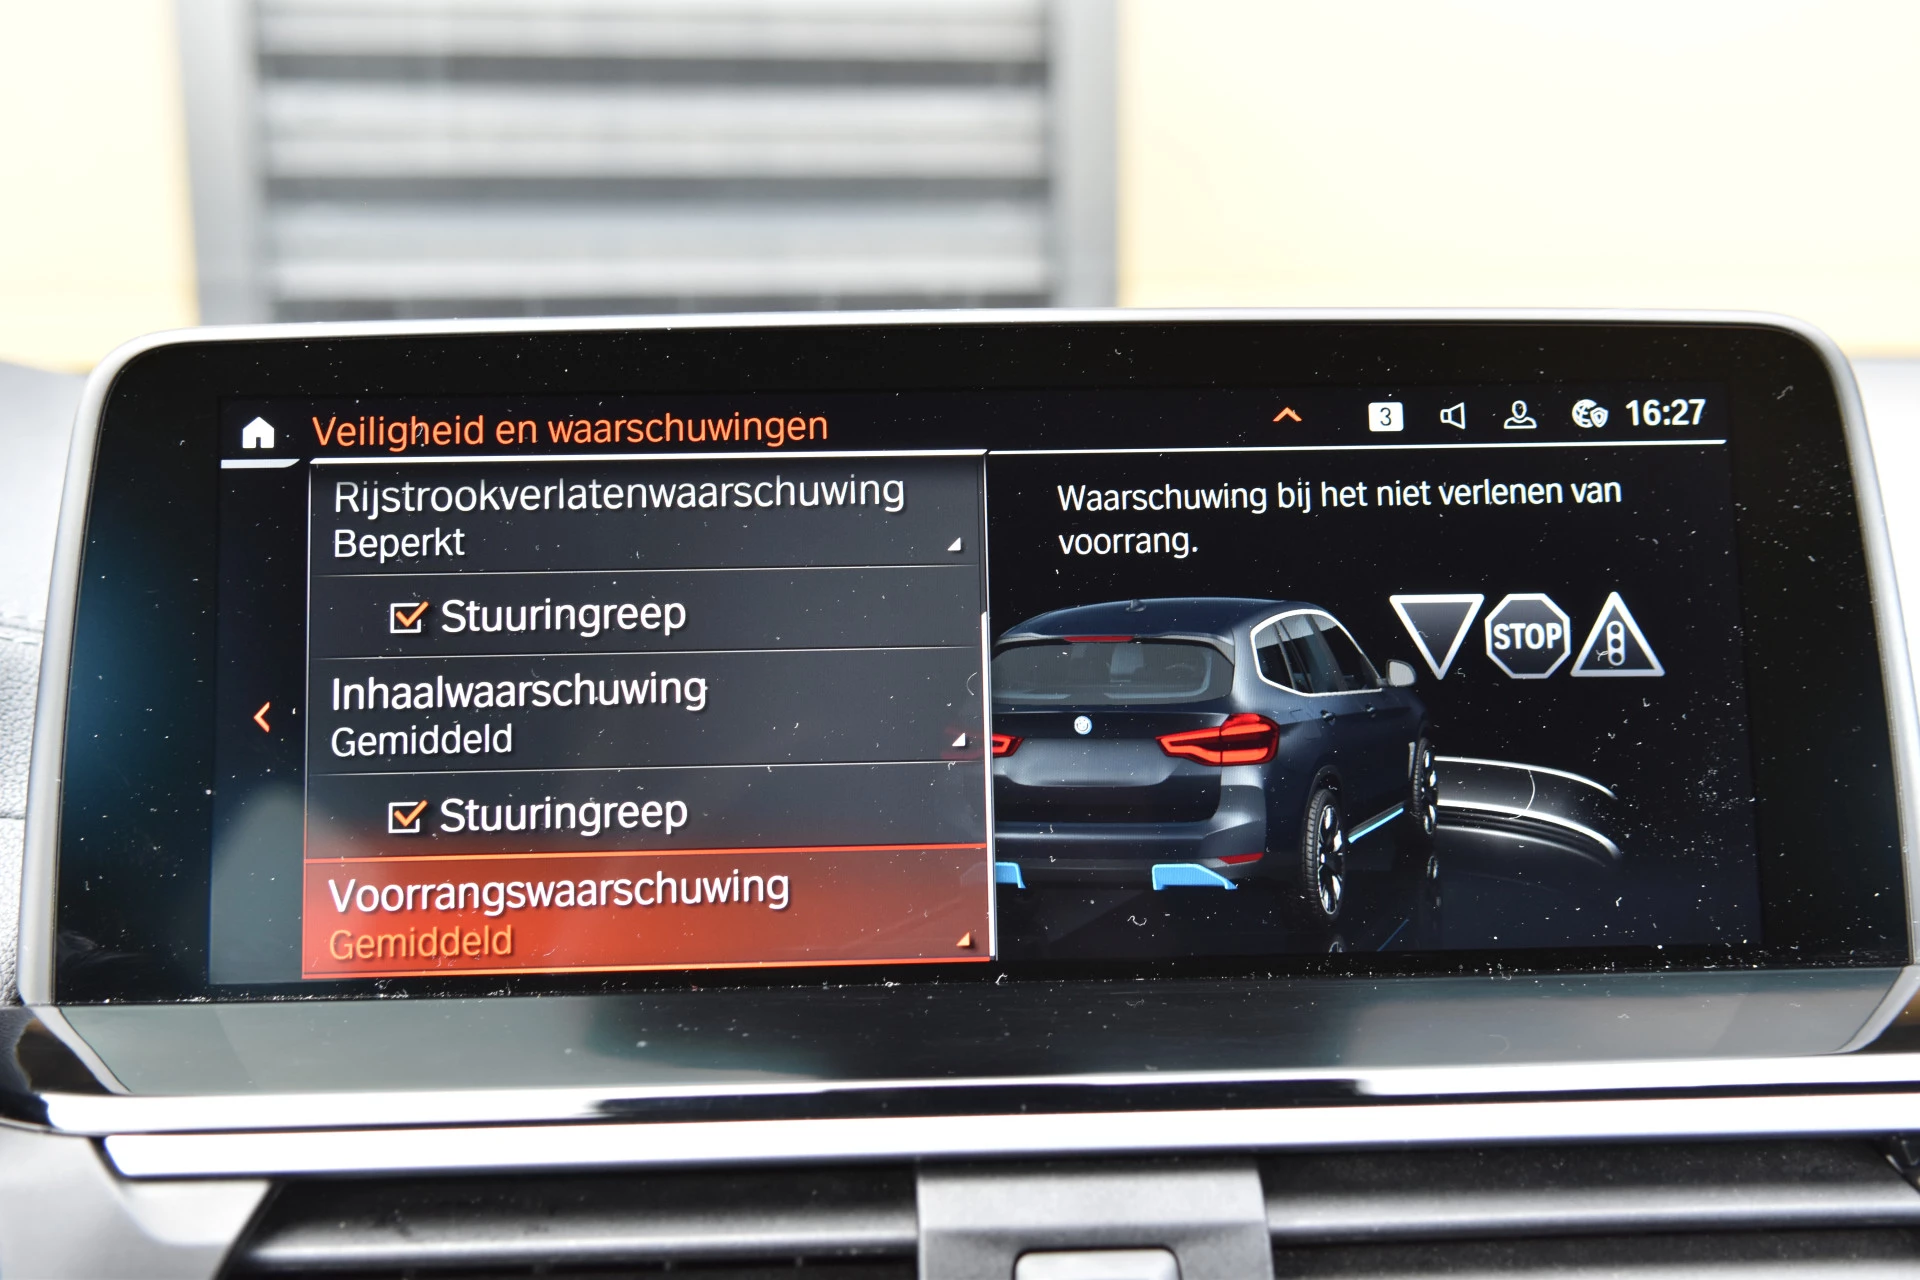 Veiligheid en waarschuwingen
3
16:27
Rijstrookverlatenwaarschuwing
Beperkt
Stuuringreep
Inhaalwaarschuwing
Gemiddeld
Stuuringreep
Voorrangswaarschuwing
Gemiddeld
Waarschuwing bij het niet verlenen van
voorrang.
STOP